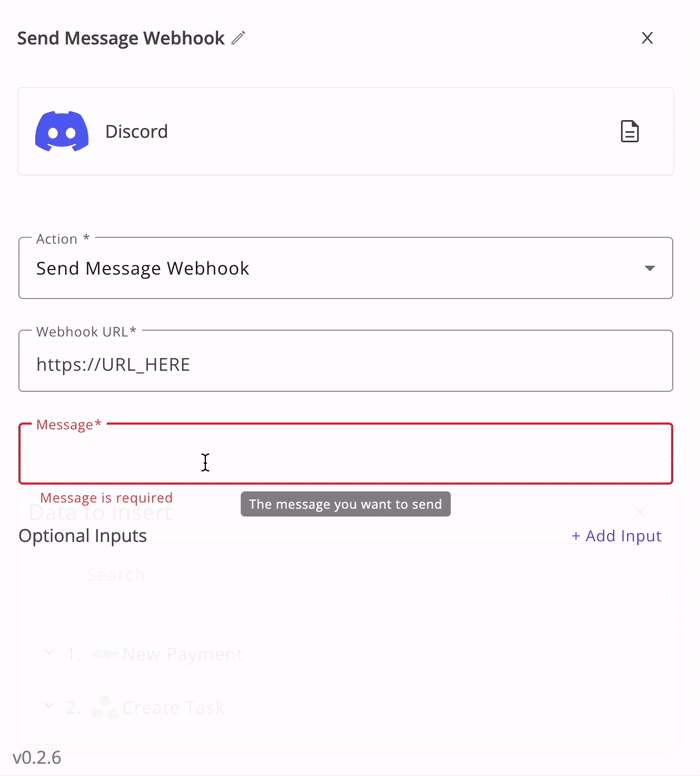 Send Message Webhook
X
Discord
Action *
Send Message Webhook
Webhook URL*
https://URL_HERE
Message*
Message is required
The message you want to send
Data to Insert
Optional Inputs
+ Add Input
Search
1. New Payment
2. Create Task
v0.2.6